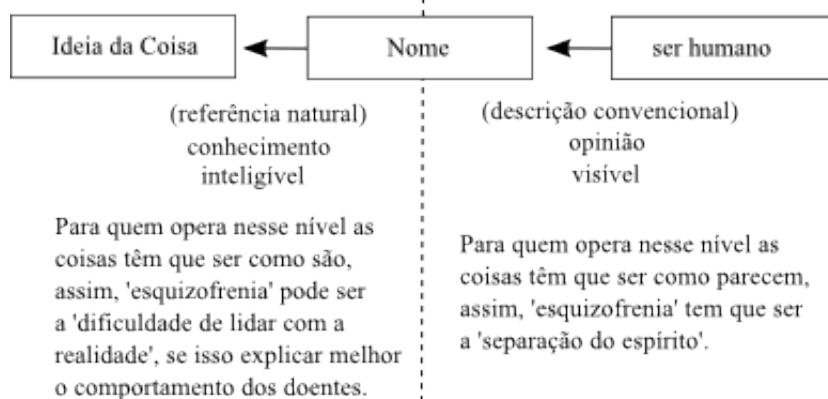 Ideia da Coisa
Nome
ser humano
(referência natural)
conhecimento
inteligível
(descrição convencional)
opinião
visível
Para quem opera nesse nível as
coisas têm que ser como são,
assim, 'esquizofrenia' pode ser
a 'dificuldade de lidar com a
realidade', se isso explicar melhor
o comportamento dos doentes.
Para quem opera nesse nível as
coisas têm que ser como parecem,
assim, 'esquizofrenia' tem que ser
a 'separação do espírito'.